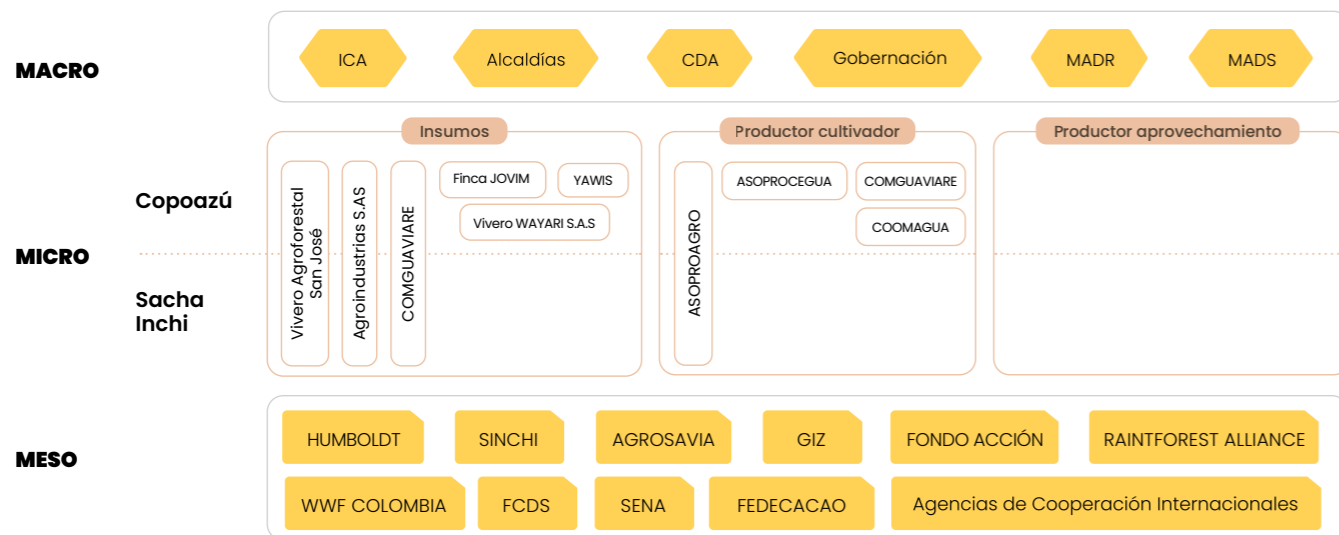 MACRO
ICA
Alcaldías
CDA
Gobernación
MADR
MADS
Insumos
Productor cultivador
Productor aprovechamiento
MICRO
Copoazú
Sacha
Inchi
Vivero Agroforestal
San José
Agroindustrias S.AS
COMGUAVIARE
Finca JOVIM
YAWIS
Vivero WAYARI S.A.S
ASOPROAGRO
ASOPROCEGUA
COMGUAVIARE
COOMAGUA
MESO
HUMBOLDT
SINCHI
AGROSAVIA
GIZ
FONDO ACCIÓN
RAINTFOREST ALLIANCE
WWF COLOMBIA
FCDS
SENA
FEDECACAO
Agencias de Cooperación Internacionales